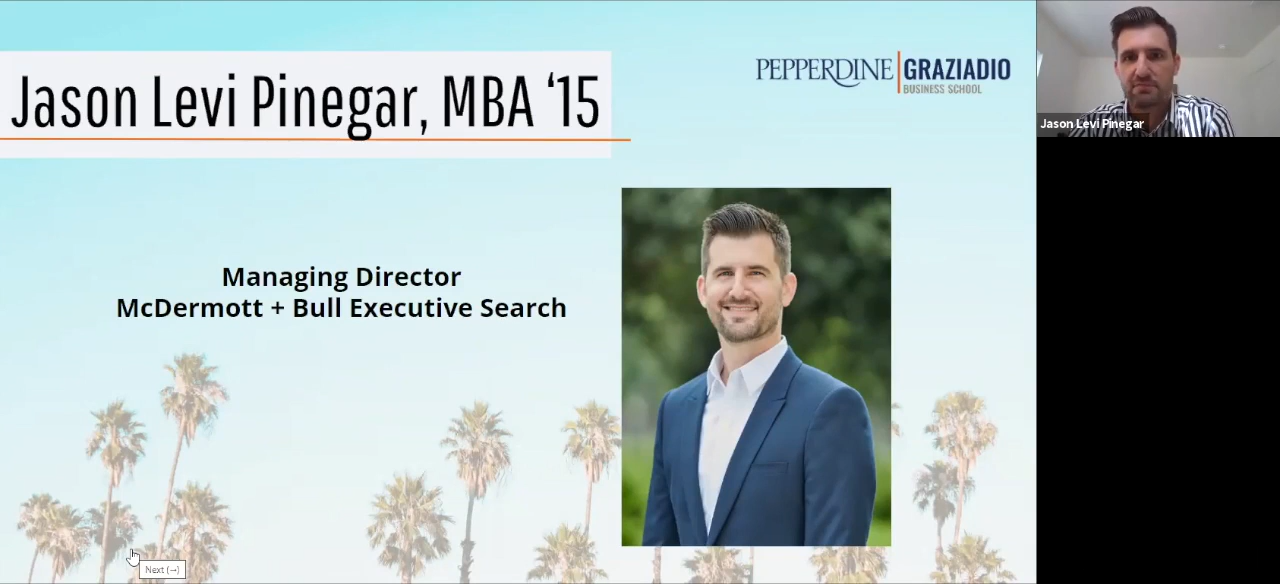 Jason Levi Pinegar, MBA ‘15
PEPPERDINE GRAZIADIO
BUSINESS SCHOOL
Jason Levi Pinegar
Managing Director
McDermott + Bull Executive Search
Next (→)